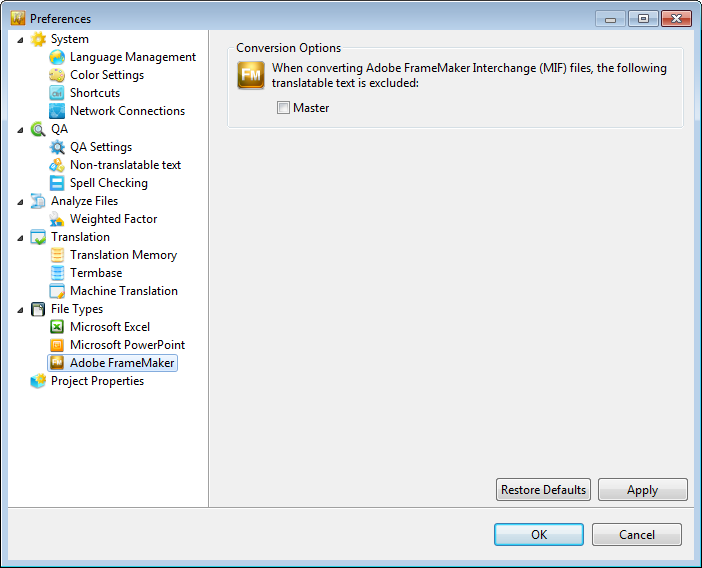 Preferences
System
Language Management
Color Settings
Shortcuts
Network Connections
QA
QA Settings
Non-translatable text
Spell Checking
Analyze Files
Weighted Factor
Translation
Translation Memory
Termbase
Machine Translation
File Types
Microsoft Excel
Microsoft PowerPoint
Adobe FrameMaker
Project Properties
Conversion Options
FM
When converting Adobe FrameMaker Interchange (MIF) files, the following
translatable text is excluded:
Master
Restore Defaults
Apply
OK
Cancel